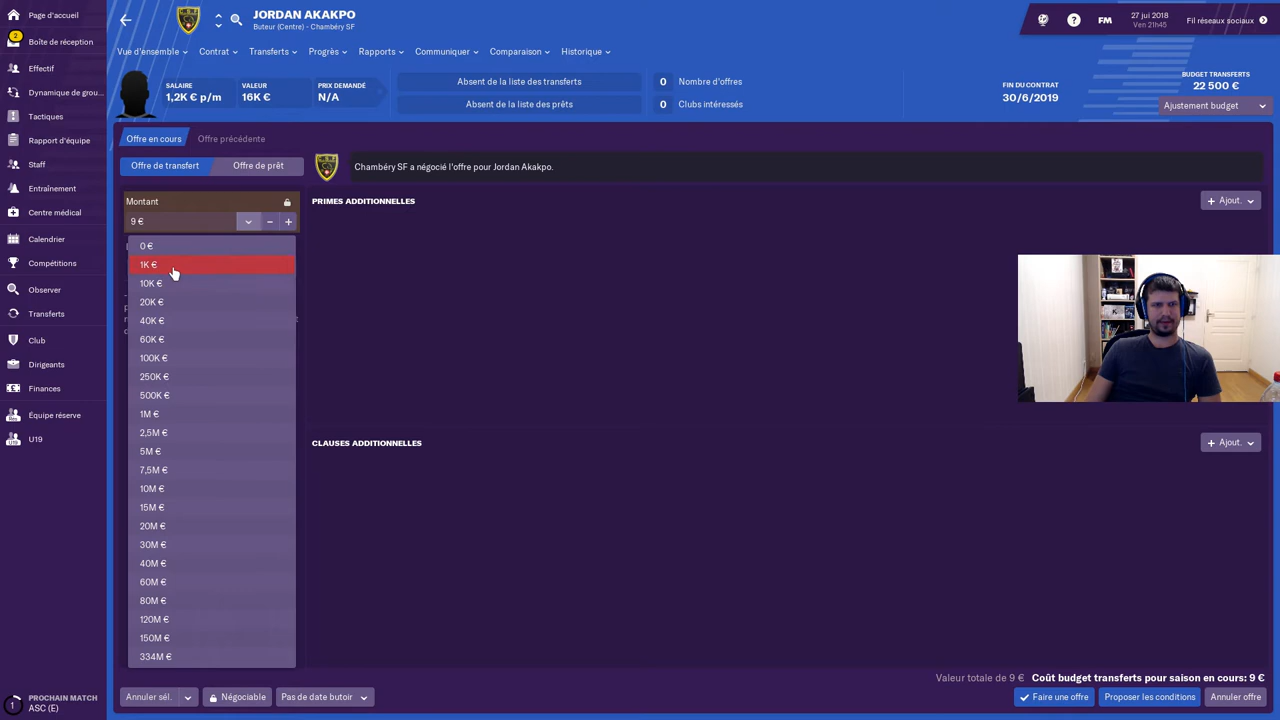 JORDAN AKAKPO
Buteur (Centre) - Chambéry SF
27 jui 2018
Ven 21h45
FM
Fil réseaux sociaux
Page d'accueil
2
Boîte de réception
Effectif
Dynamique de grou...
Tactiques
Rapport d'équipe
Staff
Entraînement
Centre médical
Calendrier
Compétitions
Observer
Transferts
Club
Dirigeants
Finances
Équipe réserve
U19
1
PROCHAIN MATCH
ASC (E)
Vue d'ensemble
Contrat
Transferts
Progrès
Rapports
Communiquer
Comparaison
Historique
SALAIRE
1,2K € p/m
VALEUR
16K €
PRIX DEMANDÉ
N/A
Absent de la liste des transferts
Absent de la liste des prêts
0 Nombre d'offres
0 Clubs intéressés
FIN DU CONTRAT
30/6/2019
BUDGET TRANSFERTS
22 500 €
Ajustement budget
Offre en cours
Offre précédente
Offre de transfert
Offre de prêt
Chambéry SF a négocié l'offre pour Jordan Akakpo.
Montant
9 €
0 €
1K €
10K €
20K €
40K €
60K €
100K €
250K €
500K €
1M €
2,5M €
5M €
7,5M €
10M €
15M €
20M €
30M €
40M €
60M €
80M €
120M €
150M €
334M €
PRIMES ADDITIONNELLES
+ Ajout.
CLAUSES ADDITIONNELLES
+ Ajout.
Valeur totale de 9 € Coût budget transferts pour saison en cours: 9 €
Annuler sél.
Négociable
Pas de date butoir
Faire une offre
Proposer les conditions
Annuler offre